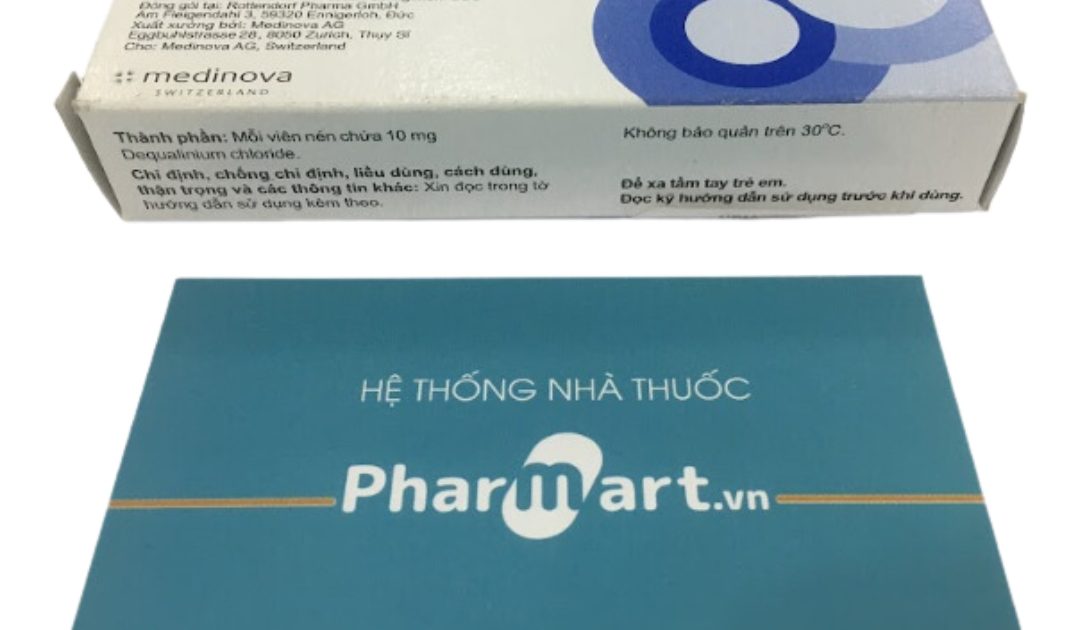 Đóng gói tại: Rottendorf Pharma GmbH
Am Fleigendahl 3, 59320 Ennigerloh, Đức
Xuất xưởng bởi: Medinova AG
Eggbuhlstrasse 28, 8050 Zurich, Thụy Sĩ
Cho: Medinova AG, Switzerland
medinova
SWITZERLAND
Thành phần: Mỗi viên nén chứa 10 mg
Dequalinium chloride.
Chỉ định, chống chỉ định, liều dùng, cách dùng,
thận trọng và các thông tin khác: Xin đọc trong tờ
hướng dẫn sử dụng kèm theo.
Không bảo quản trên 30°C.
Để xa tầm tay trẻ em.
Đọc kỹ hướng dẫn sử dụng trước khi dùng.
HỆ THỐNG NHÀ THUỐC
Pharmart.vn